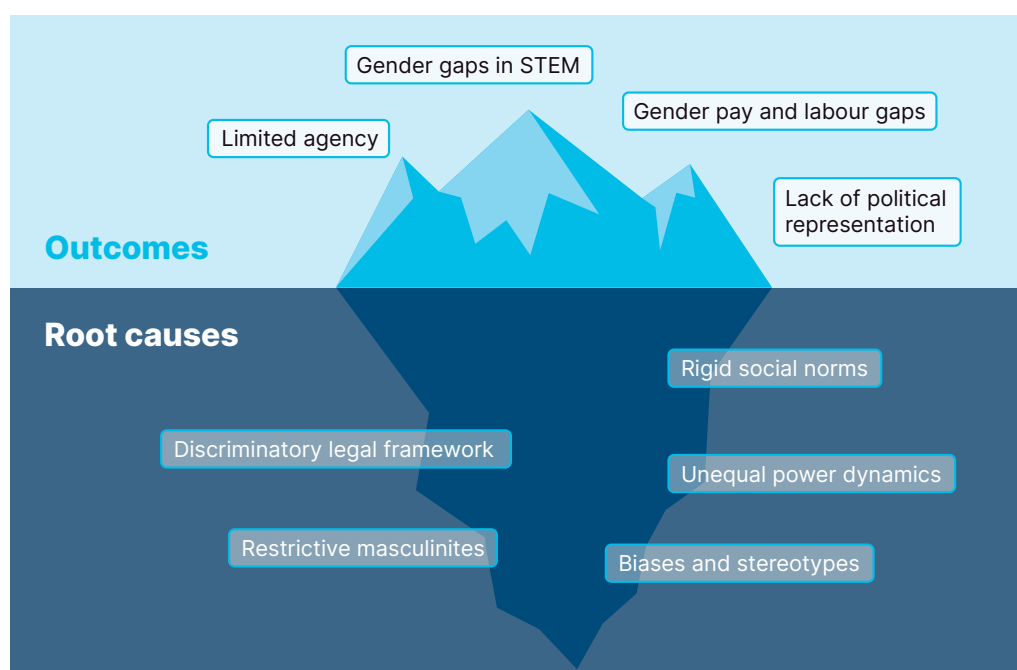 Gender gaps in STEM
Gender pay and labour gaps
Limited agency
Lack of political
representation
Outcomes
Root causes
Rigid social norms
Discriminatory legal framework
Unequal power dynamics
Restrictive masculinites
Biases and stereotypes